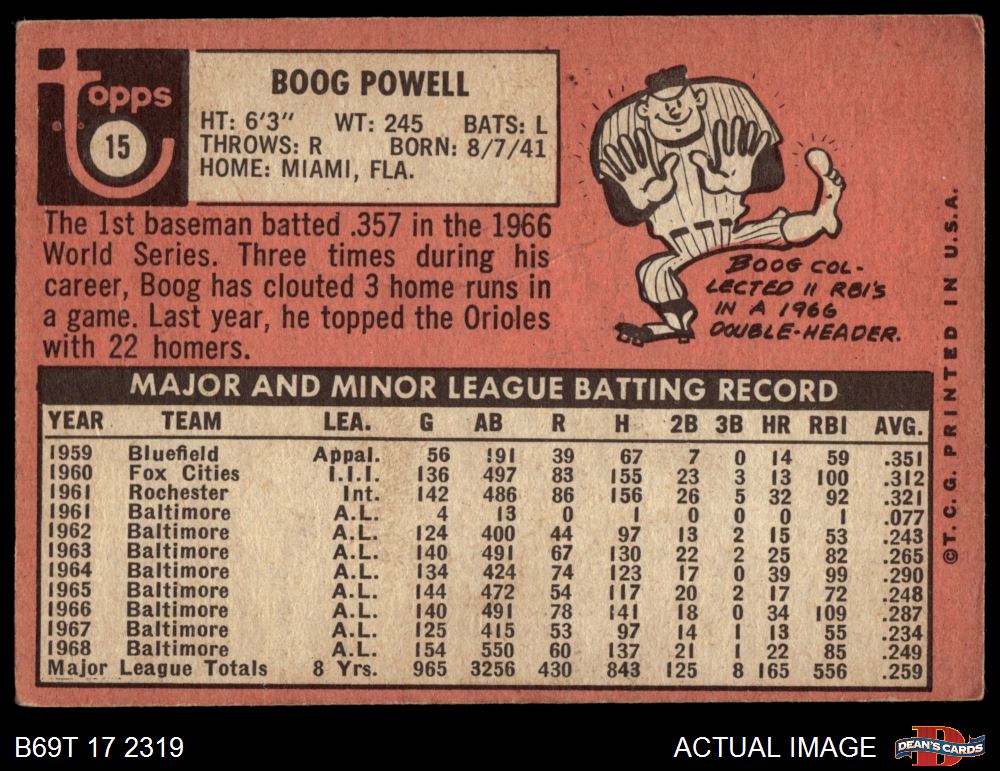 Topps
15
BOOG POWELL
HT: 6'3" WT: 245 BATS: L
THROWS: R BORN: 8/7/41
HOME: MIAMI, FLA.
The 1st baseman batted .357 in the 1966
World Series. Three times during his
career, Boog has clouted 3 home runs in
a game. Last year, he topped the Orioles
with 22 homers.
BOOG COL-
LECTED 11 RBI'S
IN A 1966
DOUBLE-HEADER.
MAJOR AND MINOR LEAGUE BATTING RECORD
YEAR TEAM LEA. G AB R H 2B 3B HR RBI AVG.
1959 Bluefield Appal. 56 191 39 67 7 0 14 59 .351
1960 Fox Cities I.I.I. 136 497 83 155 23 3 13 100 .312
1961 Rochester Int. 142 486 86 156 26 5 32 92 .321
1961 Baltimore A.L. 4 13 0 1 0 0 0 1 .077
1962 Baltimore A.L. 124 400 44 97 13 2 15 53 .243
1963 Baltimore A.L. 140 491 67 130 22 2 25 82 .265
1964 Baltimore A.L. 134 424 74 123 17 0 39 99 .290
1965 Baltimore A.L. 144 472 54 117 20 2 17 72 .248
1966 Baltimore A.L. 140 491 78 141 18 0 34 109 .287
1967 Baltimore A.L. 125 415 53 97 14 1 13 55 .234
1968 Baltimore A.L. 154 550 60 137 21 1 22 85 .249
Major League Totals 8 Yrs. 965 3256 430 843 125 8 165 556 .259
©T.C.G. PRINTED IN U.S.A.
B69T 17 2319
ACTUAL IMAGE
DEAN'S CARDS